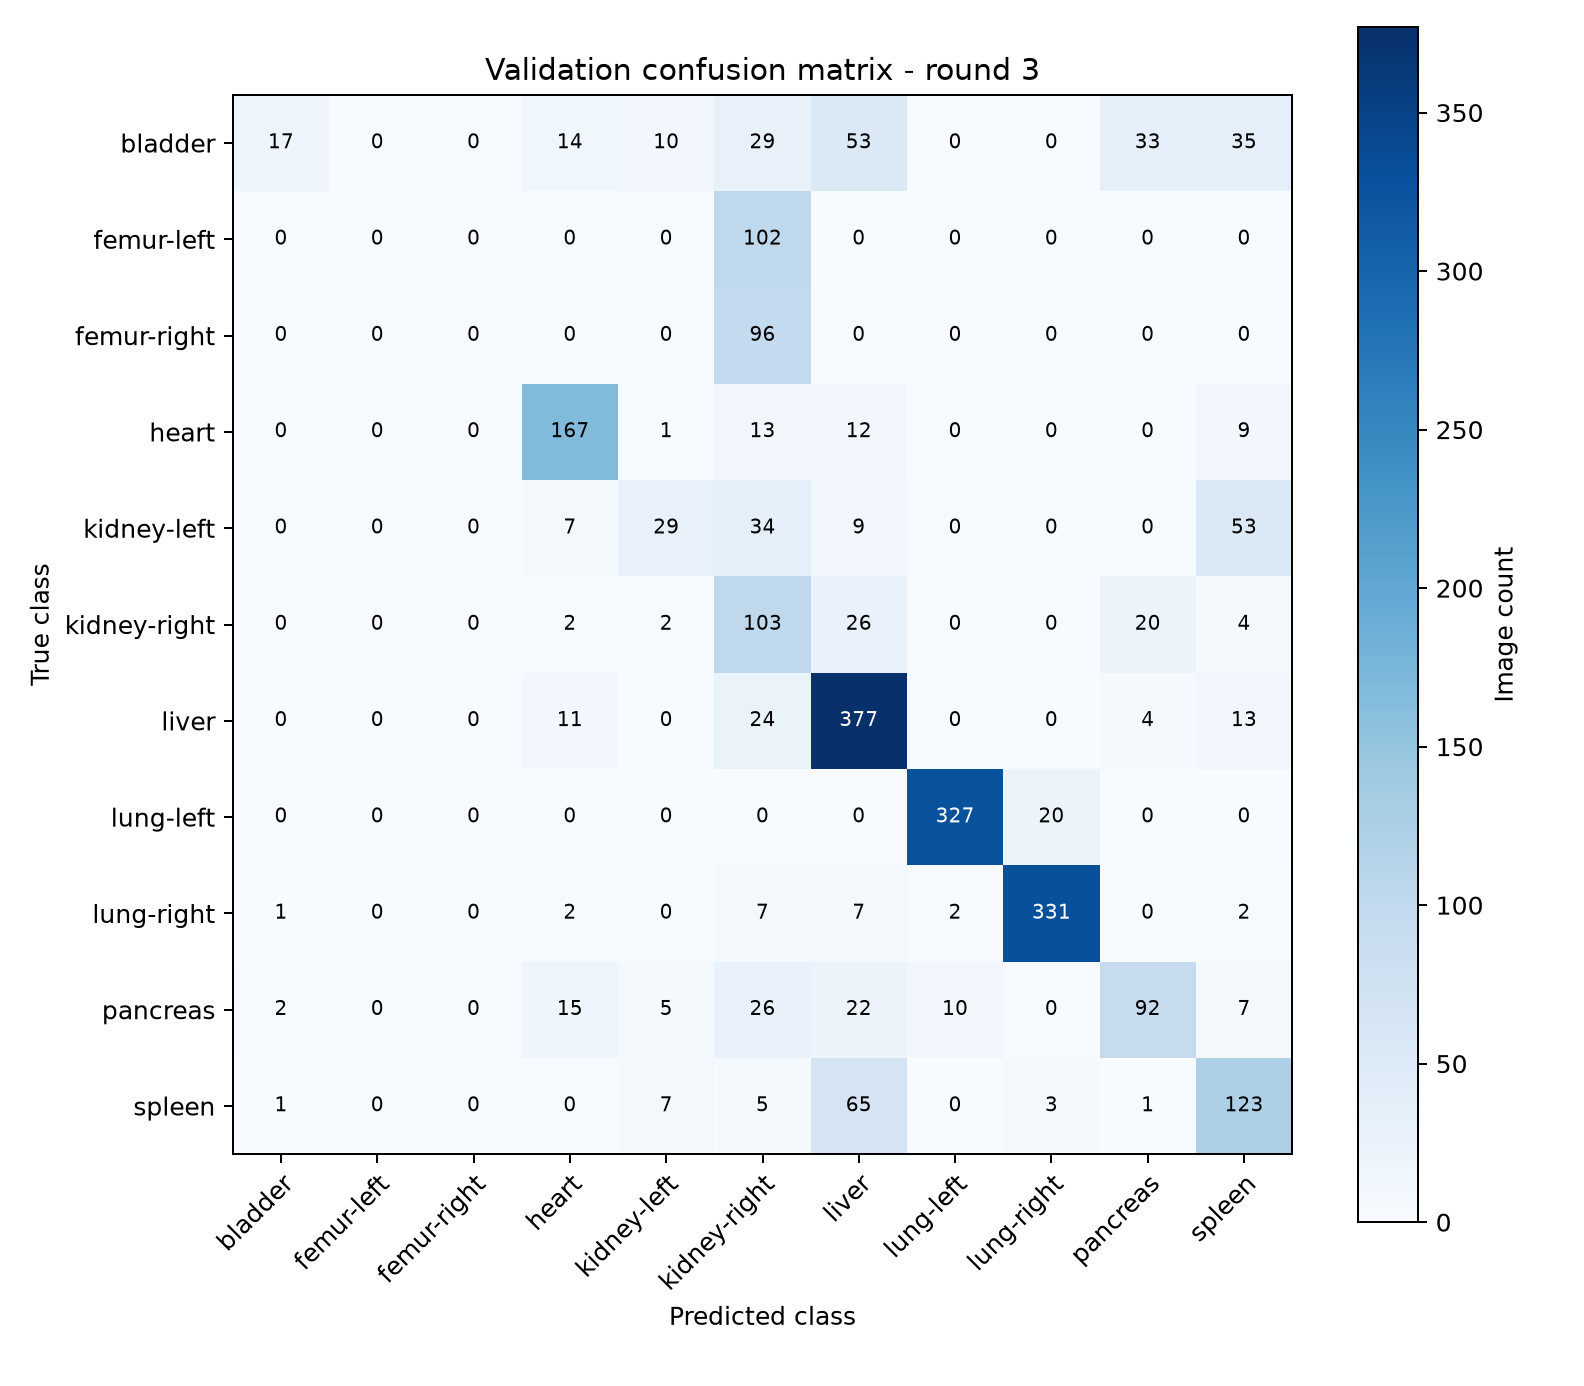 Validation confusion matrix - round 3
bladder 17 0 0 14 10 29 53 0 0 33 35
femur-left 0 0 0 0 0 102 0 0 0 0 0
femur-right 0 0 0 0 0 96 0 0 0 0 0
heart 0 0 0 167 1 13 12 0 0 0 9
kidney-left 0 0 0 7 29 34 9 0 0 0 53
kidney-right 0 0 0 2 2 103 26 0 0 20 4
liver 0 0 0 11 0 24 377 0 0 4 13
lung-left 0 0 0 0 0 0 0 327 20 0 0
lung-right 1 0 0 2 0 7 7 2 331 0 2
pancreas 2 0 0 15 5 26 22 10 0 92 7
spleen 1 0 0 0 7 5 65 0 3 1 123
bladder femur-left femur-right heart kidney-left kidney-right liver lung-left lung-right pancreas spleen
Predicted class
True class
350
300
250
200
150
100
50
0
Image count